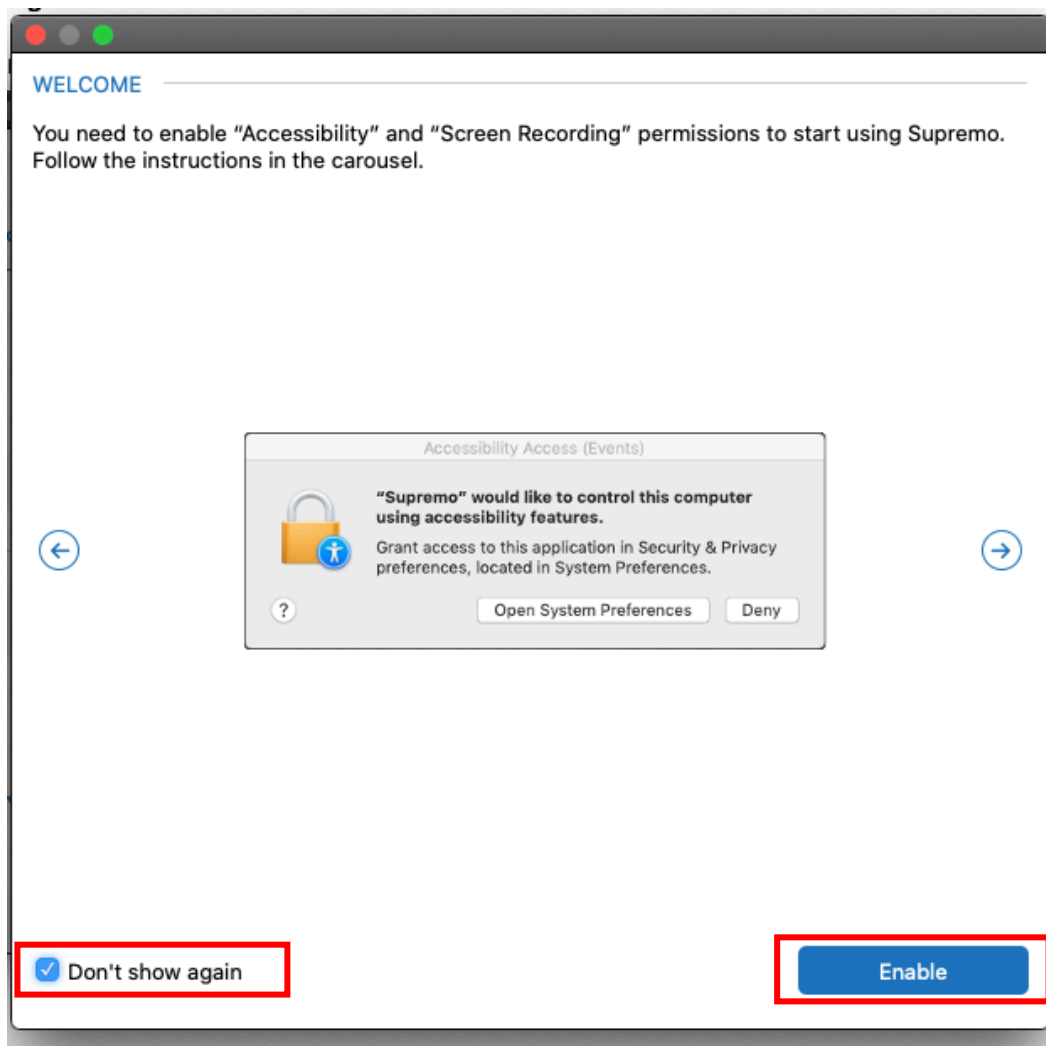 WELCOME
You need to enable “Accessibility” and “Screen Recording” permissions to start using Supremo.
Follow the instructions in the carousel.
Accessibility Access (Events)
“Supremo” would like to control this computer
using accessibility features.
Grant access to this application in Security & Privacy
preferences, located in System Preferences.
? Open System Preferences Deny
Don't show again Enable